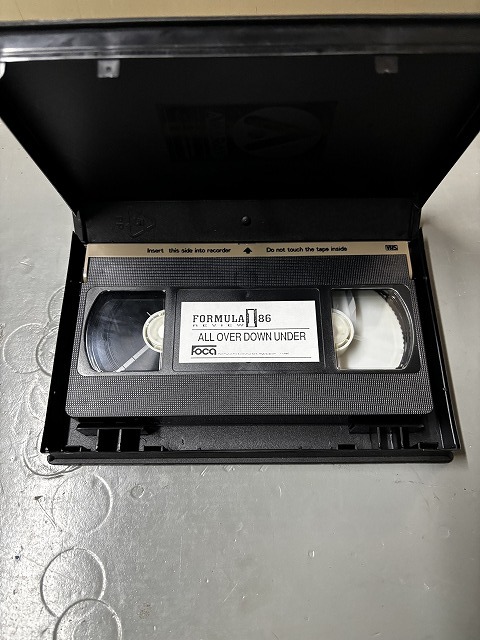 Insert this side into recorder Do not touch the tape inside VHS
FORMULA 1 86
REVIEW
ALL OVER DOWN UNDER
foca